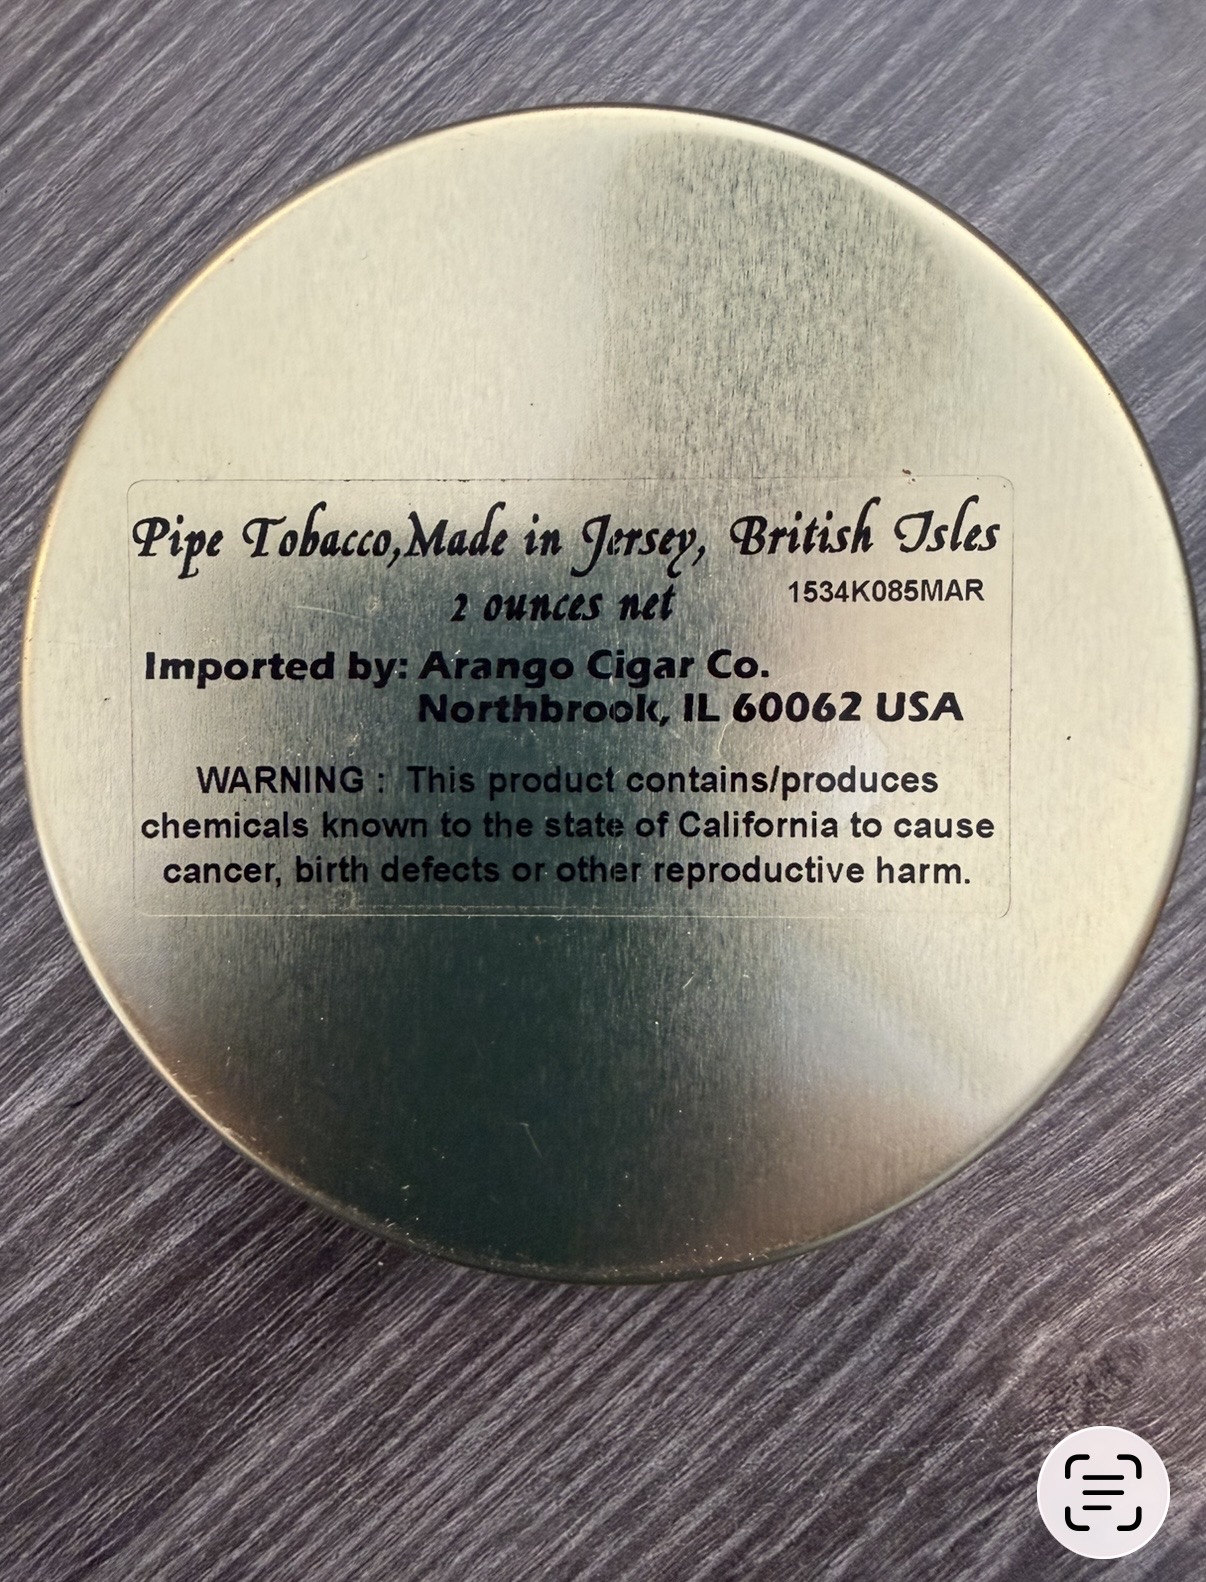 Pipe Tobacco,Made in Jersey, British Isles
2 ounces net
1534K085MAR
Imported by: Arango Cigar Co.
Northbrook, IL 60062 USA
WARNING : This product contains/produces
chemicals known to the state of California to cause
cancer, birth defects or other reproductive harm.